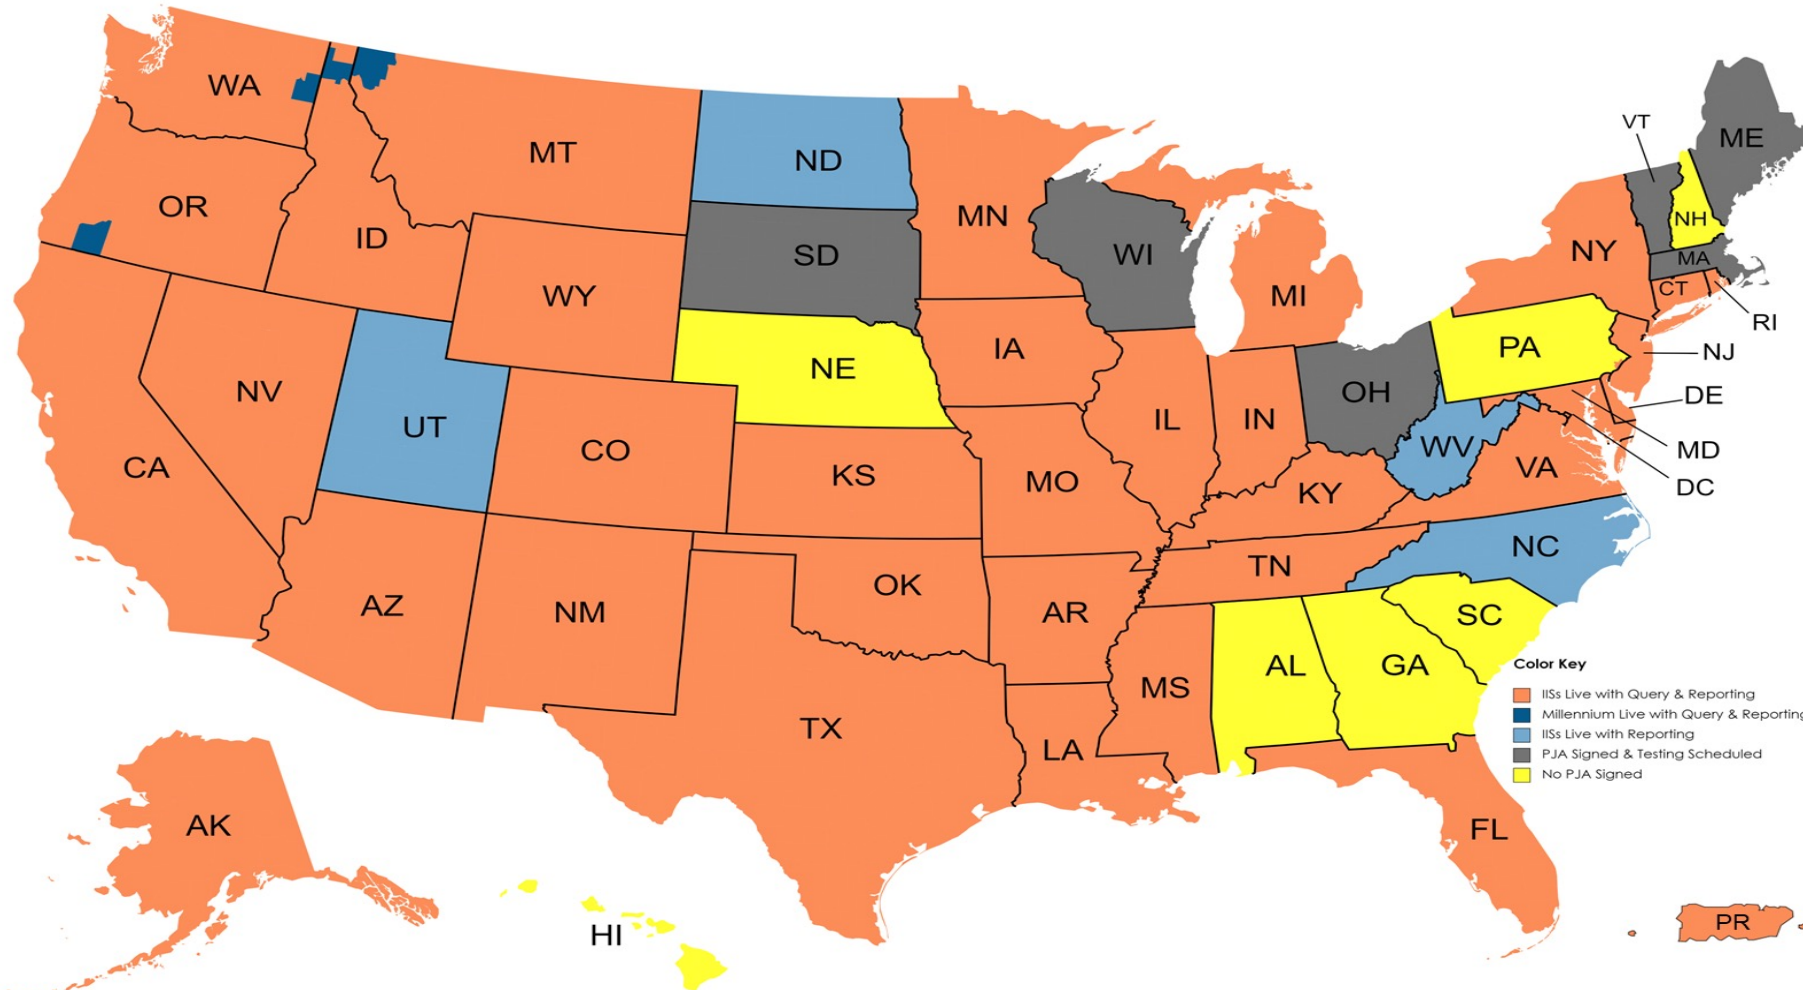 WA
MT
ND
MN
VT
ME
OR
ID
SD
WI
NH
NY
MA
WY
MI
CT
RI
IA
NE
PA
NJ
NV
UT
CO
IL
IN
OH
DE
CA
KS
MO
KY
WV
VA
MD
DC
AZ
NM
OK
AR
TN
NC
SC
TX
LA
MS
AL
GA
Color Key
IISs Live with Query & Reporting
Millennium Live with Query & Reporting
IISs Live with Reporting
PJA Signed & Testing Scheduled
No PJA Signed
AK
FL
HI
PR